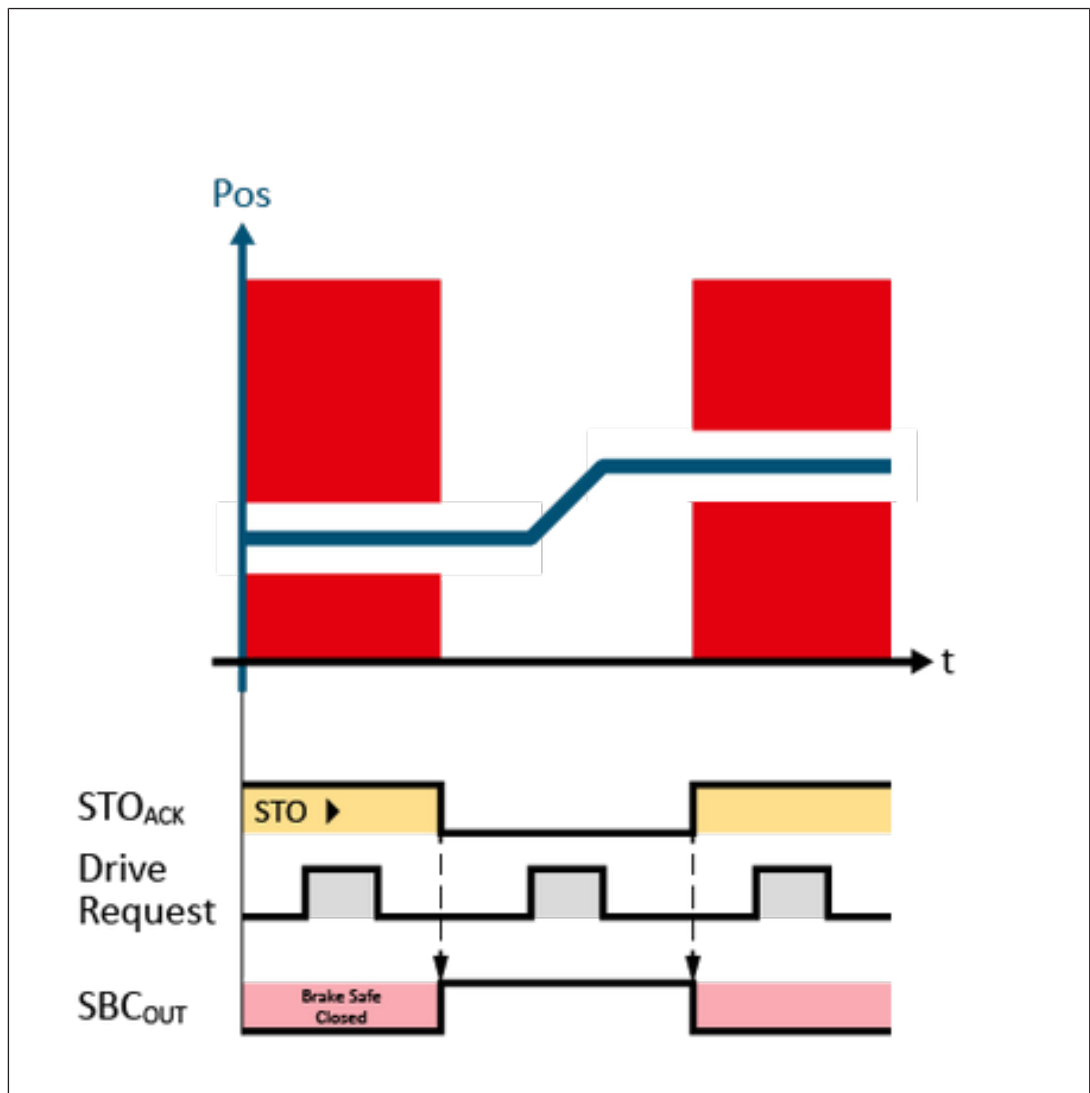 Pos
t
STOACK
STO
Drive
Request
SBCOUT
Brake Safe
Closed